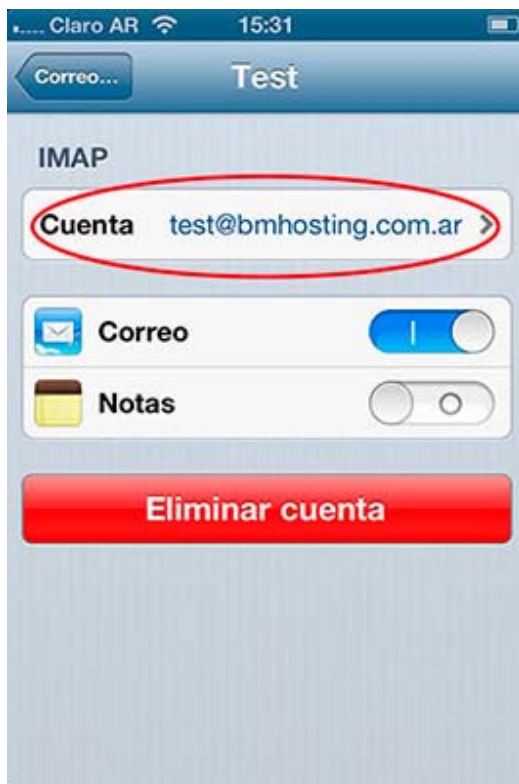 Claro AR 15:31
Correo... Test
IMAP
Cuenta test@bmhosting.com.ar
Correo
Notas
Eliminar cuenta